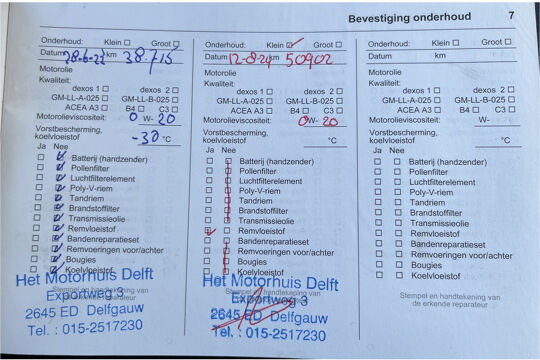 Bevestiging onderhoud 7
Onderhoud: Klein Groot
Datum 28-6-22 km 38.715
Motorolie
Kwaliteit:
dexos 1 dexos 2
GM-LL-A-025 GM-LL-B-025
ACEA A3 B4 C3
Motorolieviscositeit: 0 W- 20
Vorstbescherming,
koelvloeistof -30 °C
Ja Nee
Batterij (handzender)
Pollenfilter
Luchtfilterelement
Poly-V-riem
Tandriem
Brandstoffilter
Transmissieolie
Remvloeistof
Bandenreparatieset
Remvoeringen voor/achter
Bougies
Koelvloeistof
Het Motorhuis Delft
Exportweg 3
2645 ED Delfgauw
Tel. : 015-2517230
Onderhoud: Klein Groot
Datum 12-8-24 km 50902
Motorolie
Kwaliteit:
dexos 1 dexos 2
GM-LL-A-025 GM-LL-B-025
ACEA A3 B4 C3
Motorolieviscositeit: 0W- 20
Vorstbescherming,
koelvloeistof °C
Ja Nee
Batterij (handzender)
Pollenfilter
Luchtfilterelement
Poly-V-riem
Tandriem
Brandstoffilter
Transmissieolie
Remvloeistof
Bandenreparatieset
Remvoeringen voor/achter
Bougies
Koelvloeistof
Het Motorhuis Delft
Stempel en handtekening van
Exportweg 3
2645 ED Delfgauw
Tel. : 015-2517230
Onderhoud: Klein Groot
Datum km
Motorolie
Kwaliteit:
dexos 1 dexos 2
GM-LL-A-025 GM-LL-B-025
ACEA A3 B4 C3
Motorolieviscositeit: W-
Vorstbescherming,
koelvloeistof °C
Ja Nee
Batterij (handzender)
Pollenfilter
Luchtfilterelement
Poly-V-riem
Tandriem
Brandstoffilter
Transmissieolie
Remvloeistof
Bandenreparatieset
Remvoeringen voor/achter
Bougies
Koelvloeistof
Stempel en handtekening van
de erkende reparateur